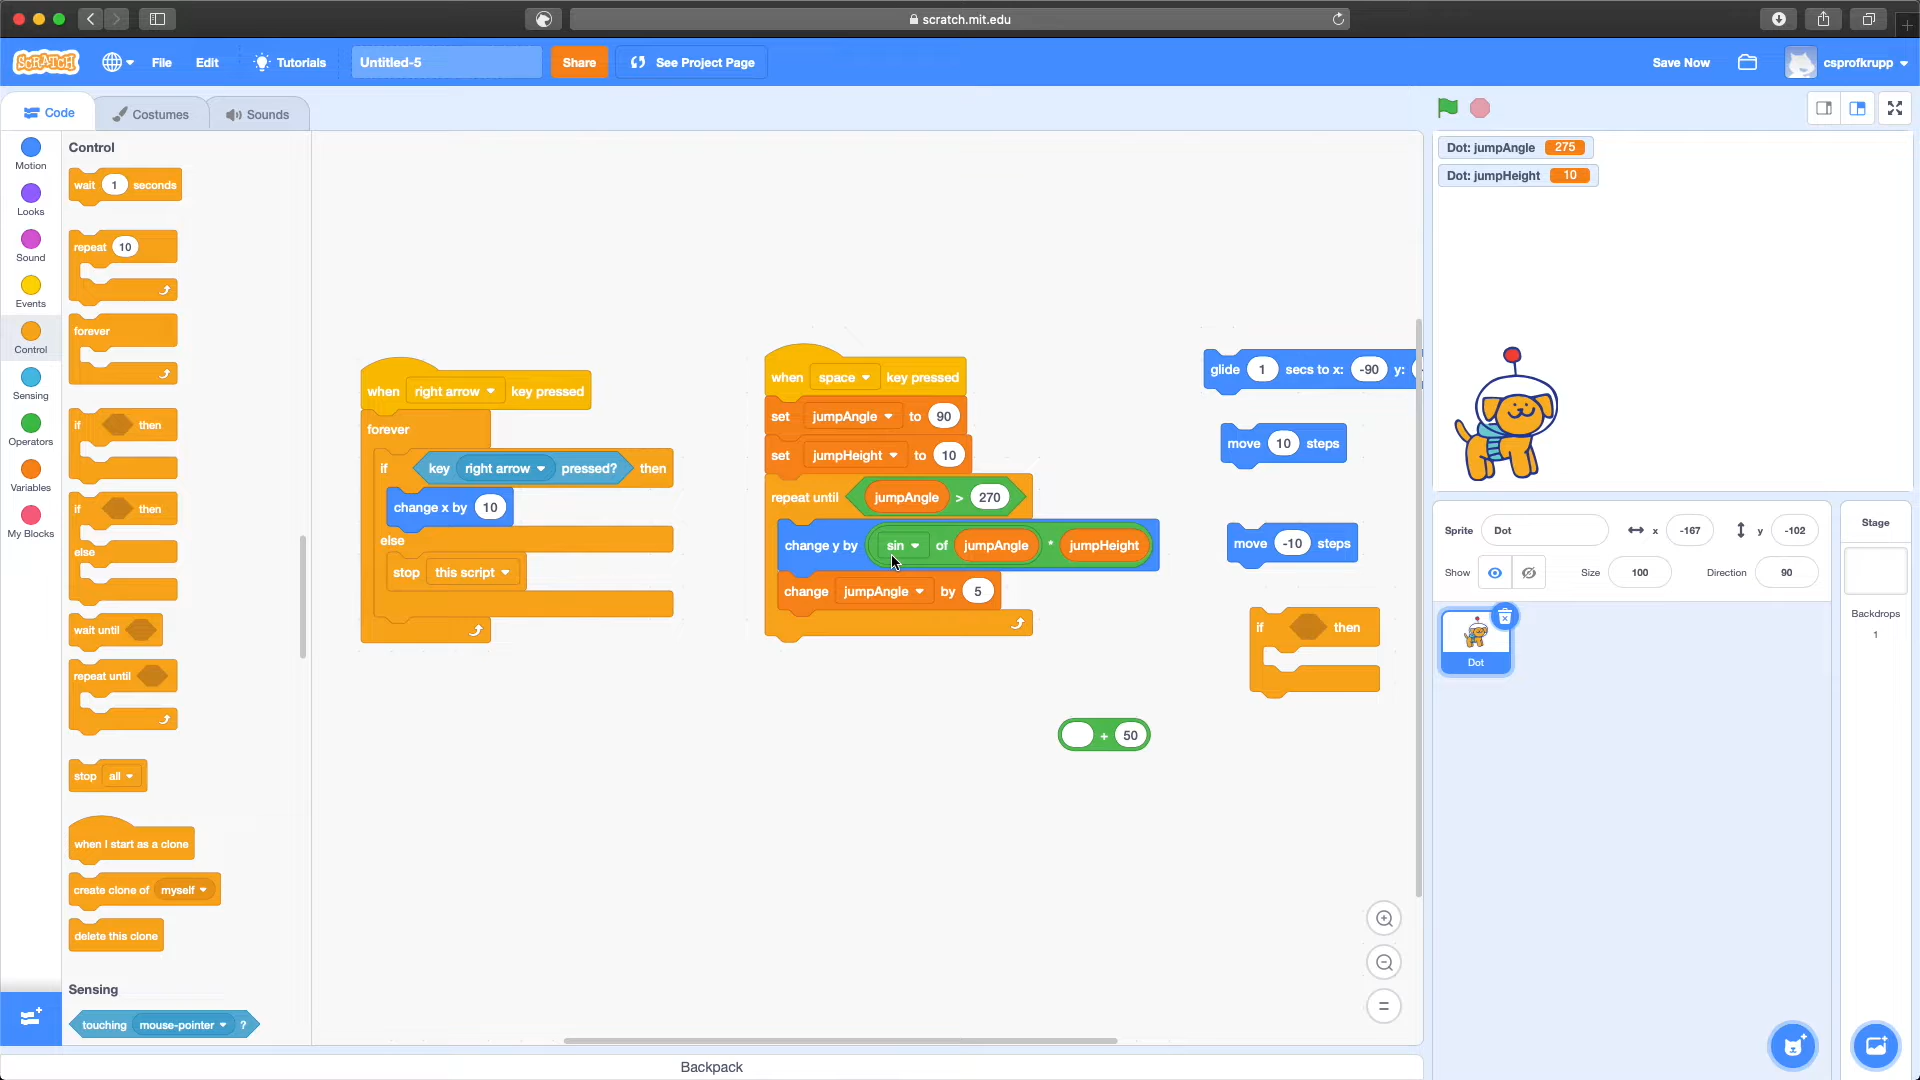 scratch.mit.edu
SCRATCH
File
Edit
Tutorials
Untitled-5
Share
See Project Page
Save Now
csprofkrupp
Code
Costumes
Sounds
Motion
Looks
Sound
Events
Control
Sensing
Operators
Variables
My Blocks
Control
wait 1 seconds
repeat 10
forever
if then
if then
else
wait until
repeat until
stop all
when I start as a clone
create clone of myself
delete this clone
Sensing
touching mouse-pointer ?
when right arrow key pressed
forever
if key right arrow pressed? then
change x by 10
else
stop this script
when space key pressed
set jumpAngle to 90
set jumpHeight to 10
repeat until jumpAngle > 270
change y by sin of jumpAngle * jumpHeight
change jumpAngle by 5
glide 1 secs to x: -90 y:
move 10 steps
move -10 steps
if then
+ 50
Backpack
Dot: jumpAngle 275
Dot: jumpHeight 10
Sprite Dot x -167 y -102
Show Size 100 Direction 90
Dot
Stage
Backdrops
1